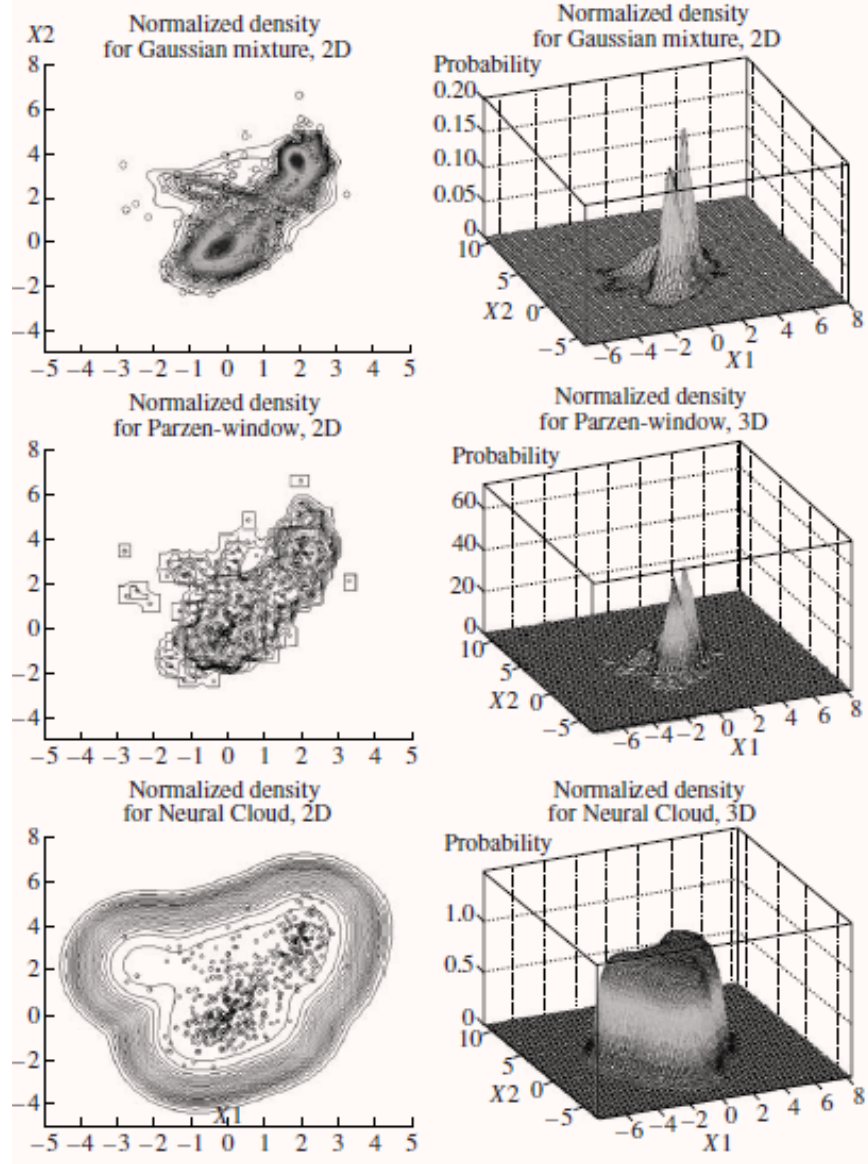 Normalized density
for Gaussian mixture, 2D
X2
8
6
4
2
0
–2
–4
–5 –4 –3 –2 –1 0 1 2 3 4 5
Normalized density
for Gaussian mixture, 2D
Probability
0.20
0.15
0.10
0.05
0
10
5
X2 0
–5
–6 –4 –2 0 2 4 6 8
X1
Normalized density
for Parzen-window, 2D
8
6
4
2
0
–2
–4
–5 –4 –3 –2 –1 0 1 2 3 4 5
Normalized density
for Parzen-window, 3D
Probability
60
40
20
0
10
5
X2 0
–5
–6 –4 –2 0 2 4 6 8
X1
Normalized density
for Neural Cloud, 2D
8
6
4
2
0
–2
–4
X1
–5 –4 –3 –2 –1 0 1 2 3 4 5
Normalized density
for Neural Cloud, 3D
Probability
1.0
0.5
0
10
5
X2 0
–5
–6 –4 –2 0 2 4 6 8
X1